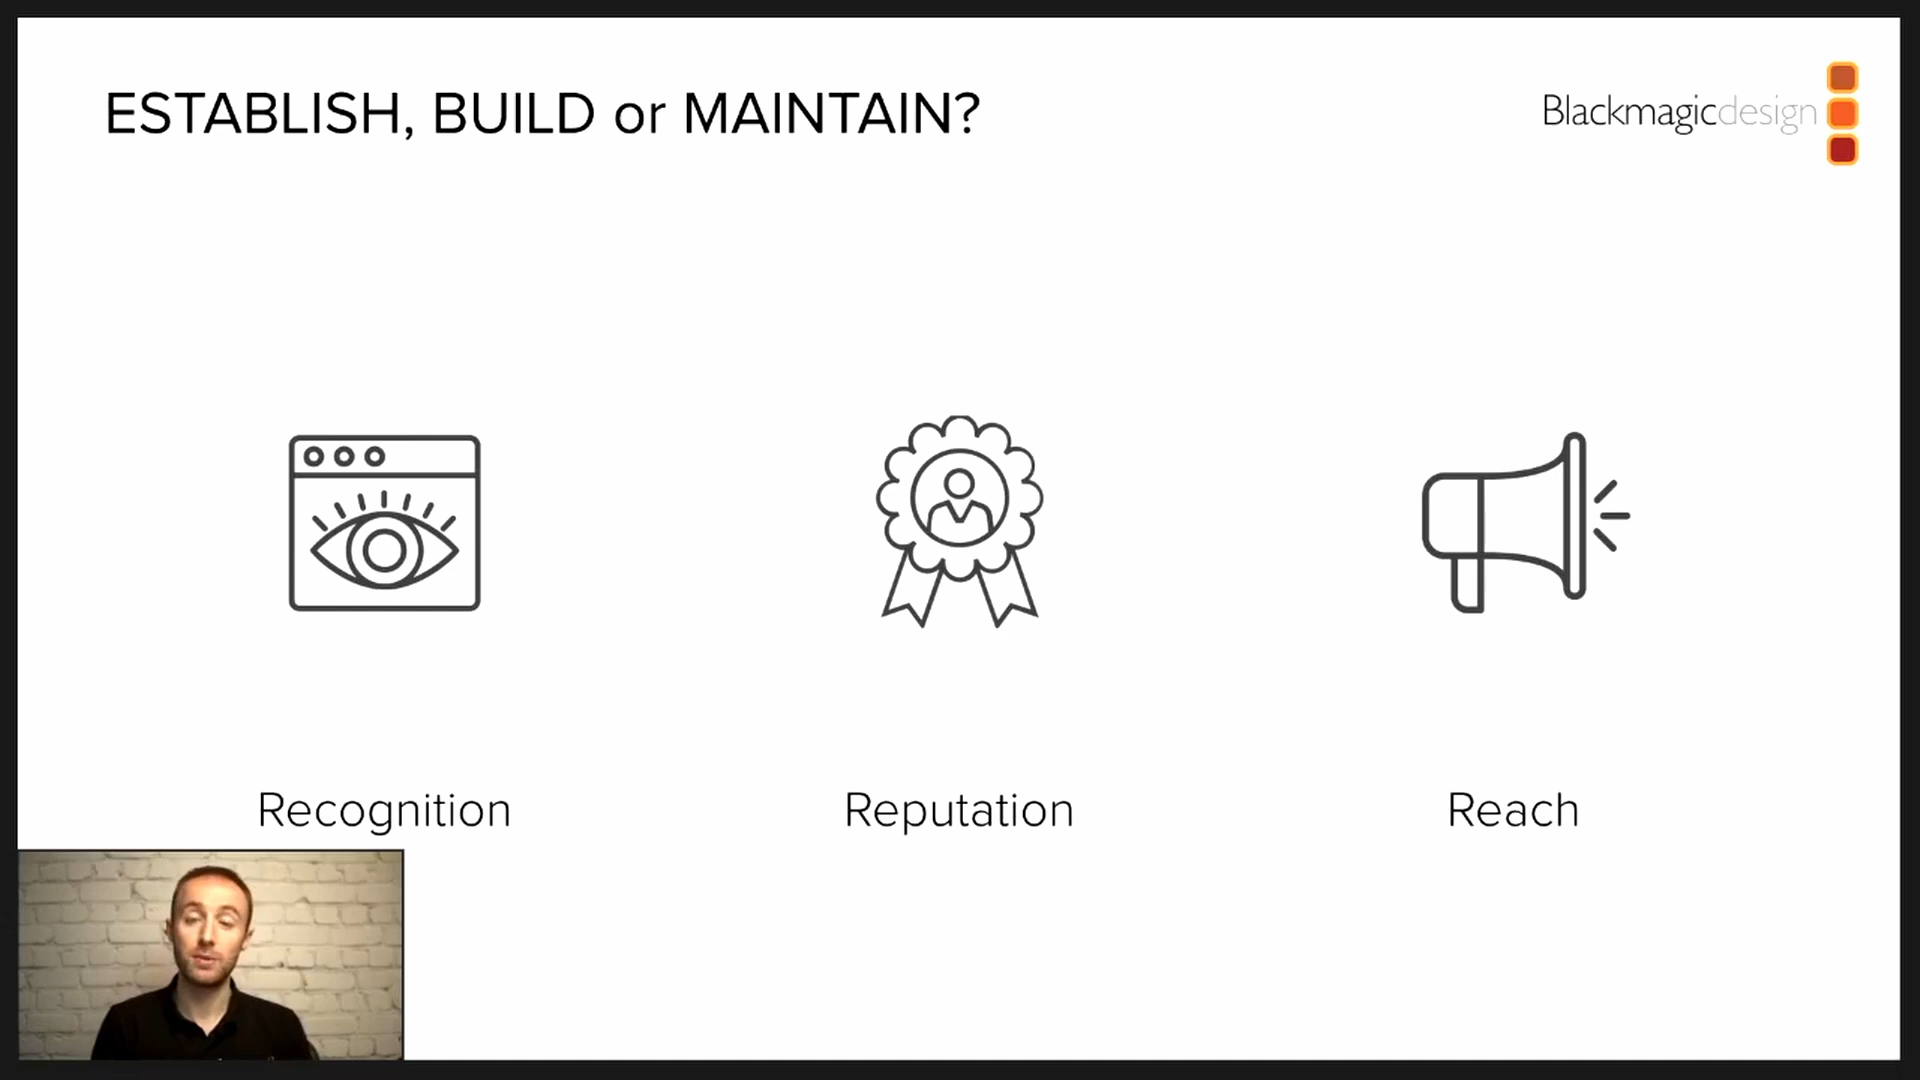 ESTABLISH, BUILD or MAINTAIN?
Blackmagicdesign
Recognition
Reputation
Reach